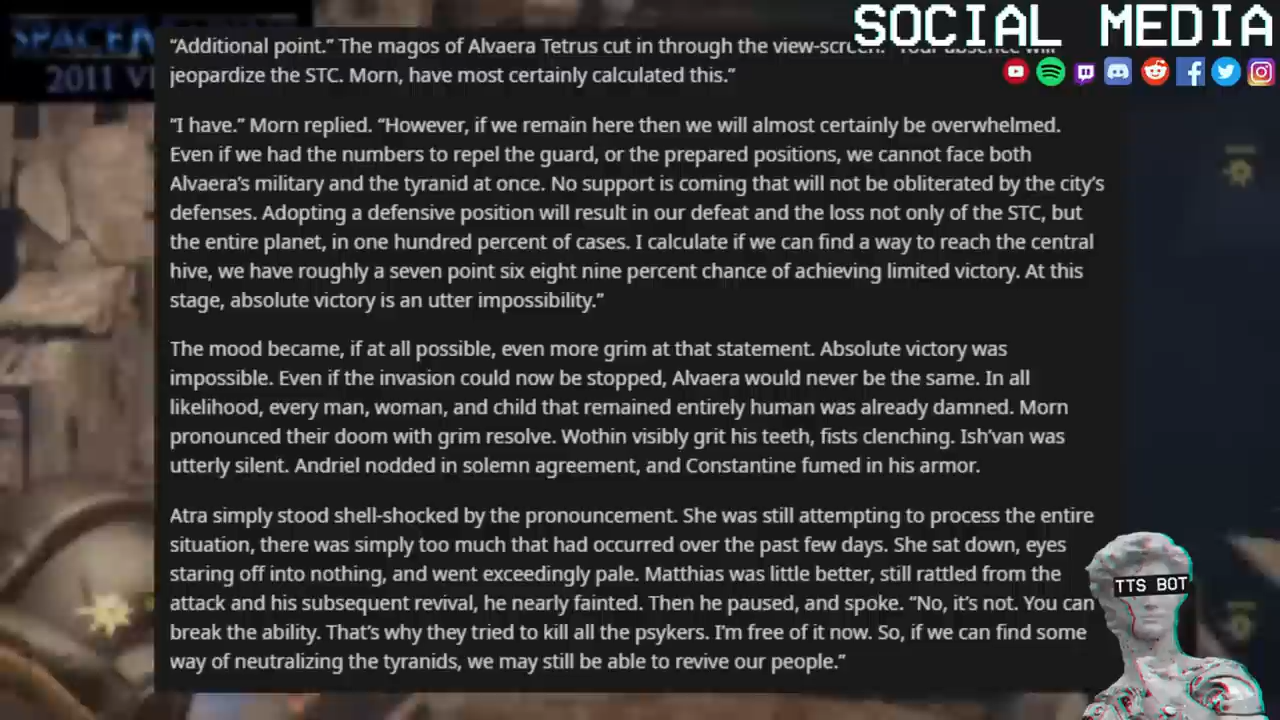 SPACE
2011 VI
SOCIAL MEDIA
“Additional point.” The magos of Alvaera Tetrus cut in through the view-screen. “Your absence will
jeopardize the STC. Morn, have most certainly calculated this.”
“I have.” Morn replied. “However, if we remain here then we will almost certainly be overwhelmed.
Even if we had the numbers to repel the guard, or the prepared positions, we cannot face both
Alvaera’s military and the tyranid at once. No support is coming that will not be obliterated by the city’s
defenses. Adopting a defensive position will result in our defeat and the loss not only of the STC, but
the entire planet, in one hundred percent of cases. I calculate if we can find a way to reach the central
hive, we have roughly a seven point six eight nine percent chance of achieving limited victory. At this
stage, absolute victory is an utter impossibility.”
The mood became, if at all possible, even more grim at that statement. Absolute victory was
impossible. Even if the invasion could now be stopped, Alvaera would never be the same. In all
likelihood, every man, woman, and child that remained entirely human was already damned. Morn
pronounced their doom with grim resolve. Wothin visibly grit his teeth, fists clenching. Ish’van was
utterly silent. Andriel nodded in solemn agreement, and Constantine fumed in his armor.
Atra simply stood shell-shocked by the pronouncement. She was still attempting to process the entire
situation, there was simply too much that had occurred over the past few days. She sat down, eyes
staring off into nothing, and went exceedingly pale. Matthias was little better, still rattled from the
attack and his subsequent revival, he nearly fainted. Then he paused, and spoke. “No, it’s not. You can
break the ability. That’s why they tried to kill all the psykers. I’m free of it now. So, if we can find some
way of neutralizing the tyranids, we may still be able to revive our people.”
TTS BOT